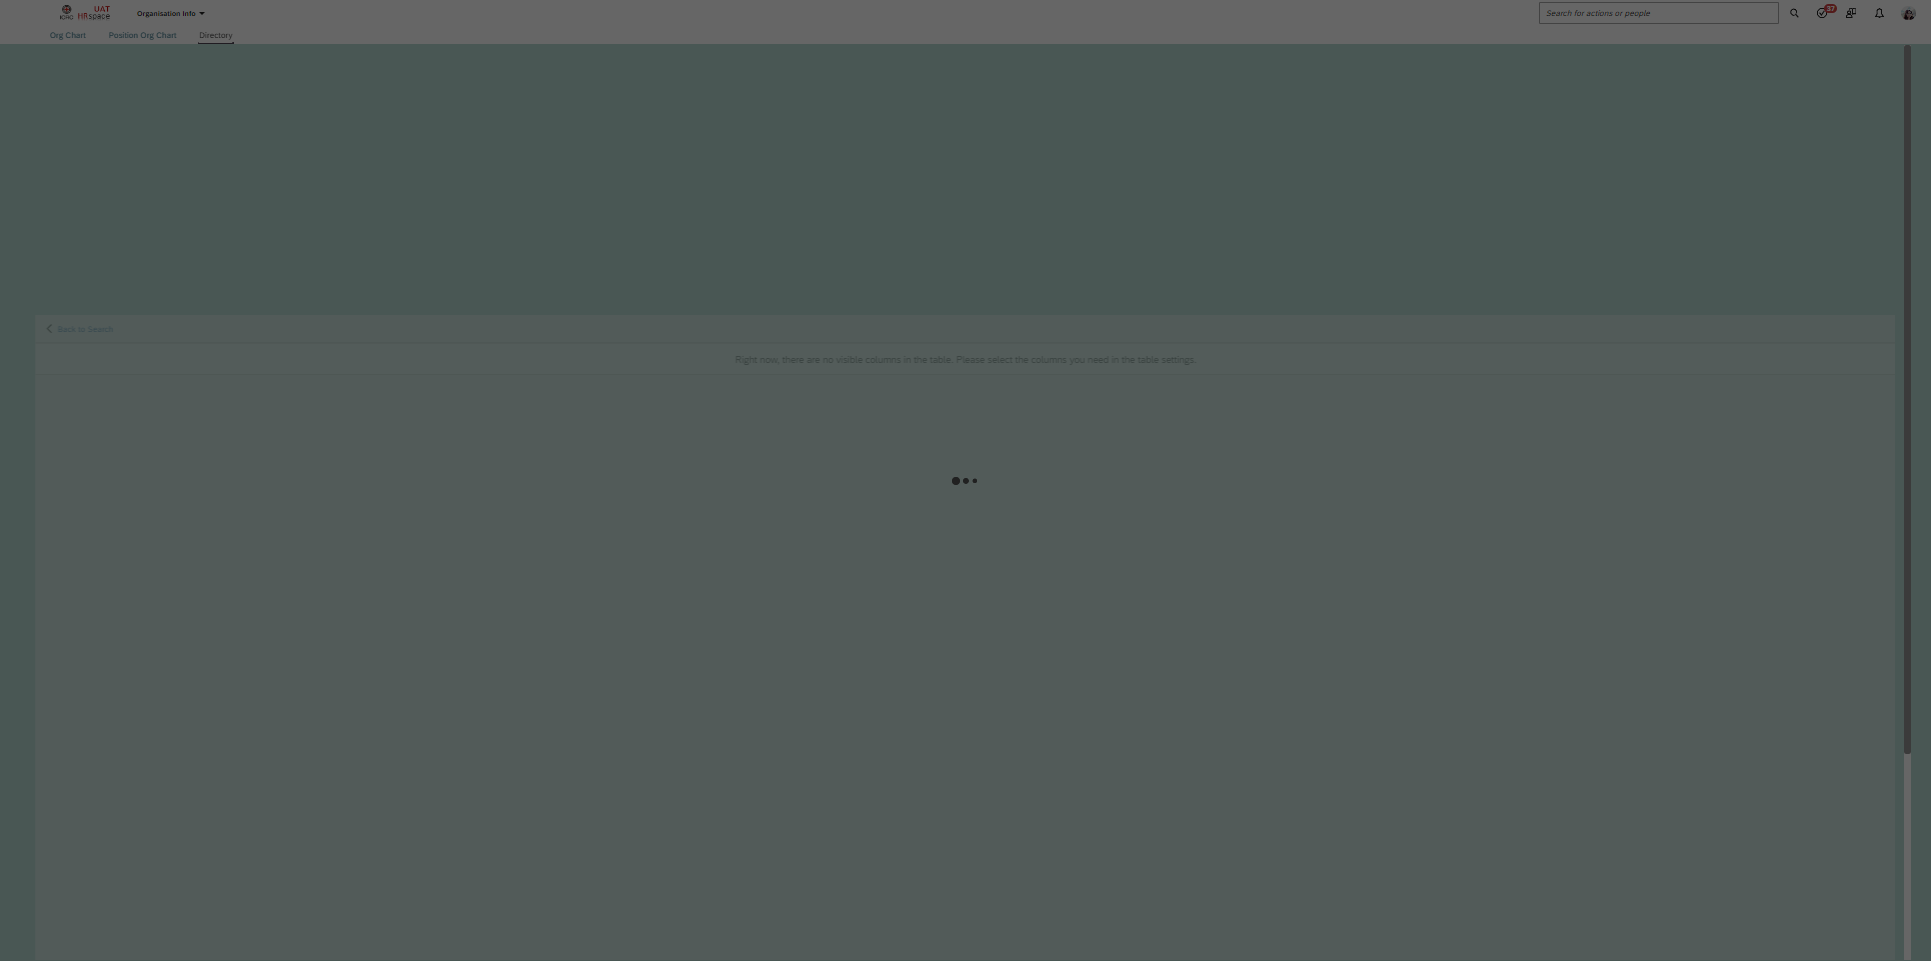 UAT
HRspace
Organisation Info
Search for actions or people
37
Org Chart
Position Org Chart
Directory
Back to Search
Right now, there are no visible columns in the table. Please select the columns you need in the table settings.